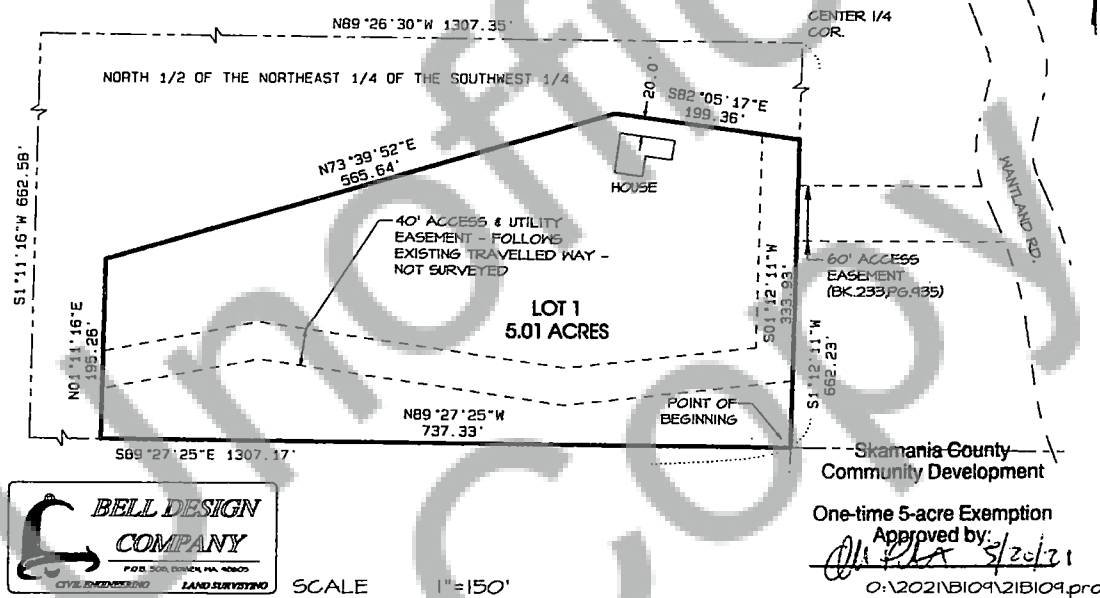 N89°26'30"W 1307.35'
CENTER 1/4
COR.
NORTH 1/2 OF THE NORTHEAST 1/4 OF THE SOUTHWEST 1/4
20.0'
S82°05'17"E
199.36'
N73°39'52"E
565.64'
HOUSE
WANTLAND RD.
S1°11'16"W 662.58'
40' ACCESS & UTILITY
EASEMENT - FOLLOWS
EXISTING TRAVELLED WAY -
NOT SURVEYED
60' ACCESS
EASEMENT
(BK.233,PG.935)
LOT 1
5.01 ACRES
S01°12'11"W
333.93'
N01°11'16"E
195.26'
S1°12'11"W
662.23'
N89°27'25"W
737.33'
POINT OF
BEGINNING
S89°27'25"E 1307.17'
Skamania County
Community Development
BELL DESIGN
COMPANY
CIVIL ENGINEERING LAND SURVEYING
One-time 5-acre Exemption
Approved by:
5/20/21
SCALE 1"=150'
O:\2021\B109\21B109.pro
Unofficial
Copy